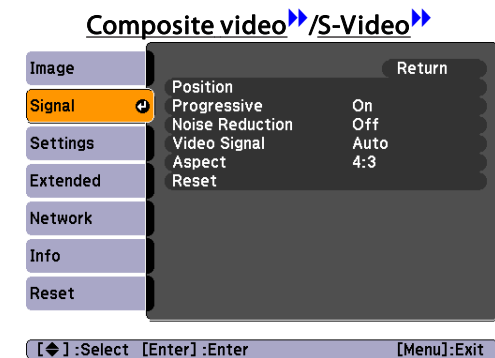 Composite video/S-Video
Image
Signal
Settings
Extended
Network
Info
Reset
Return
Position
Progressive On
Noise Reduction Off
Video Signal Auto
Aspect 4:3
Reset
[◆] :Select [Enter] :Enter [Menu]:Exit